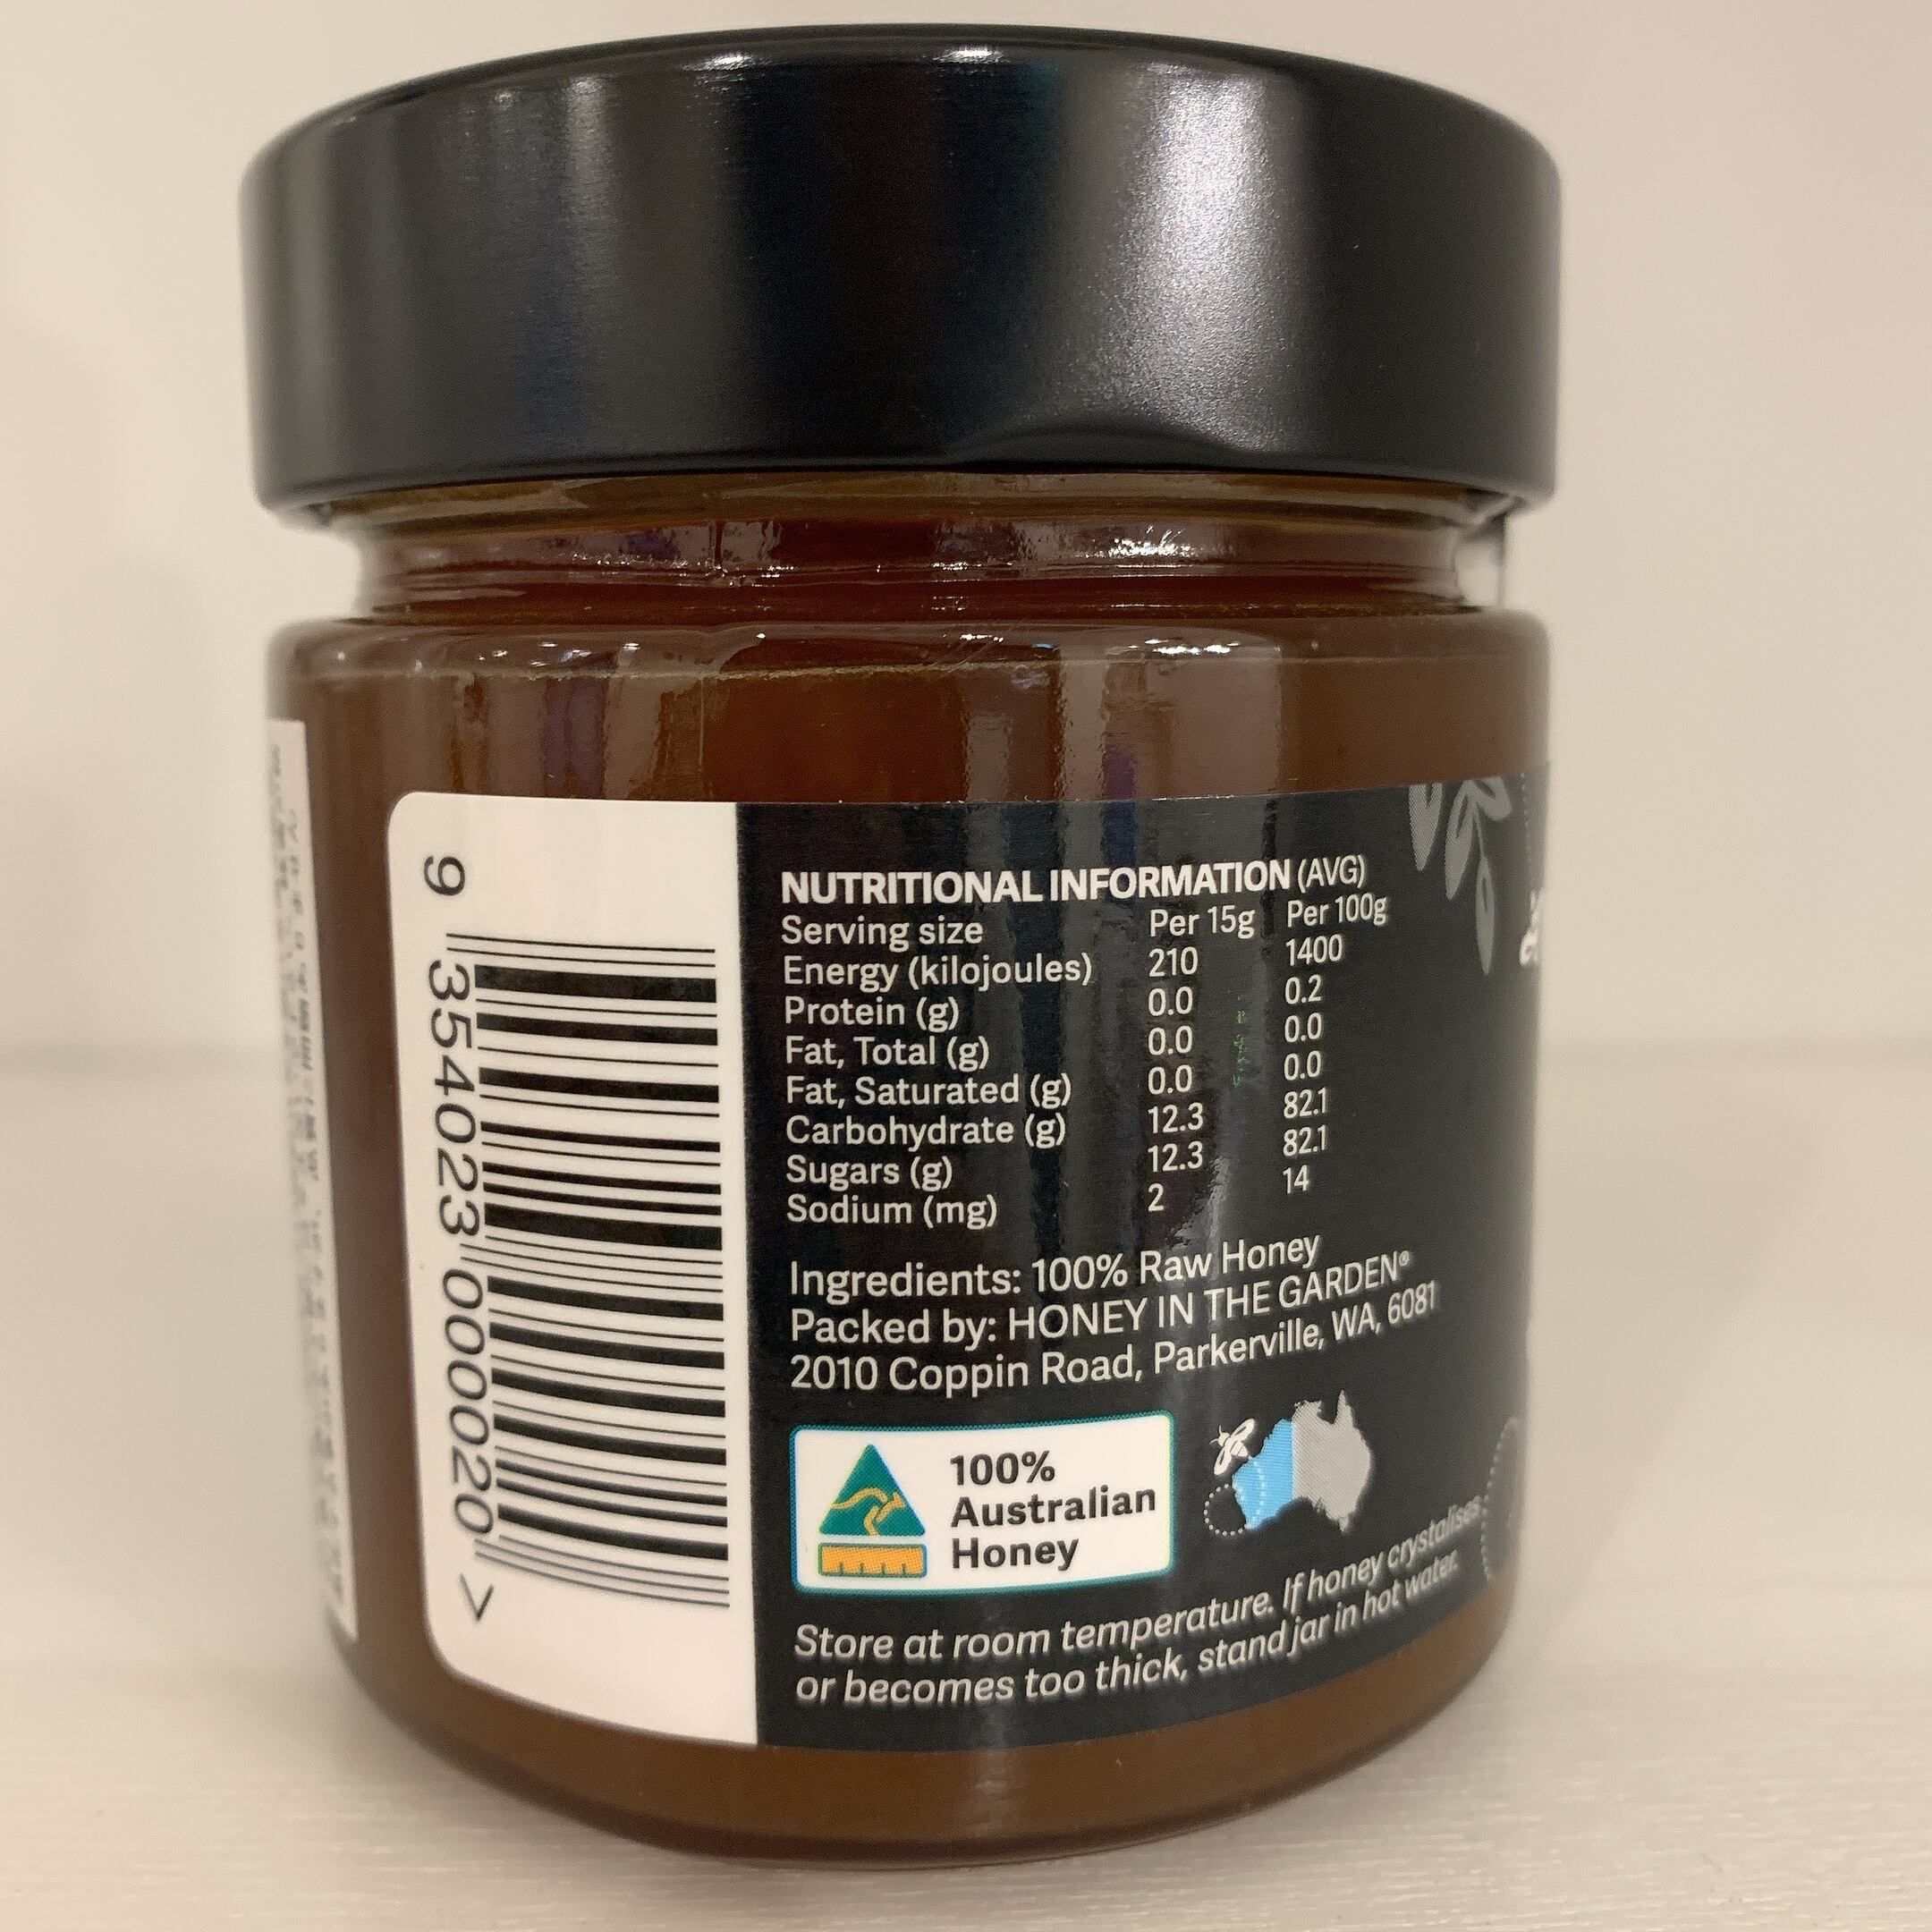 9 354023 000020 >
NUTRITIONAL INFORMATION (AVG)
Serving size Per 15g Per 100g
Energy (kilojoules) 210 1400
Protein (g) 0.0 0.2
Fat, Total (g) 0.0 0.0
Fat, Saturated (g) 0.0 0.0
Carbohydrate (g) 12.3 82.1
Sugars (g) 12.3 82.1
Sodium (mg) 2 14
Ingredients: 100% Raw Honey
Packed by: HONEY IN THE GARDEN®
2010 Coppin Road, Parkerville, WA, 6081
100%
Australian
Honey
Store at room temperature. If honey crystalises
or becomes too thick, stand jar in hot water.